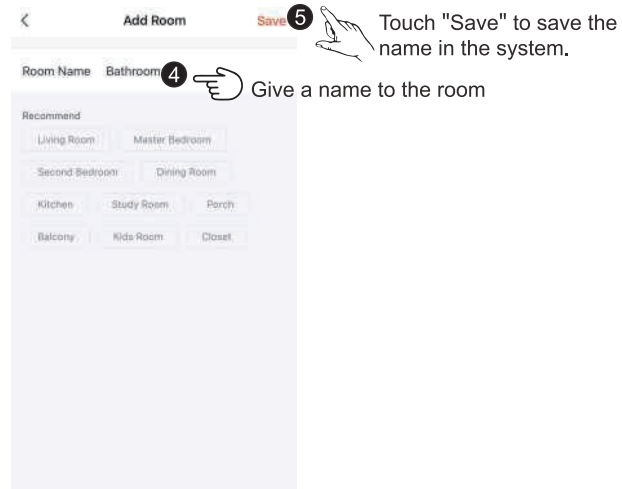 Add Room
Save
5
Touch "Save" to save the
name in the system.
Room Name Bathroom
4
Give a name to the room
Recommend
Living Room Master Bedroom
Second Bedroom Dining Room
Kitchen Study Room Porch
Balcony Kids Room Closet